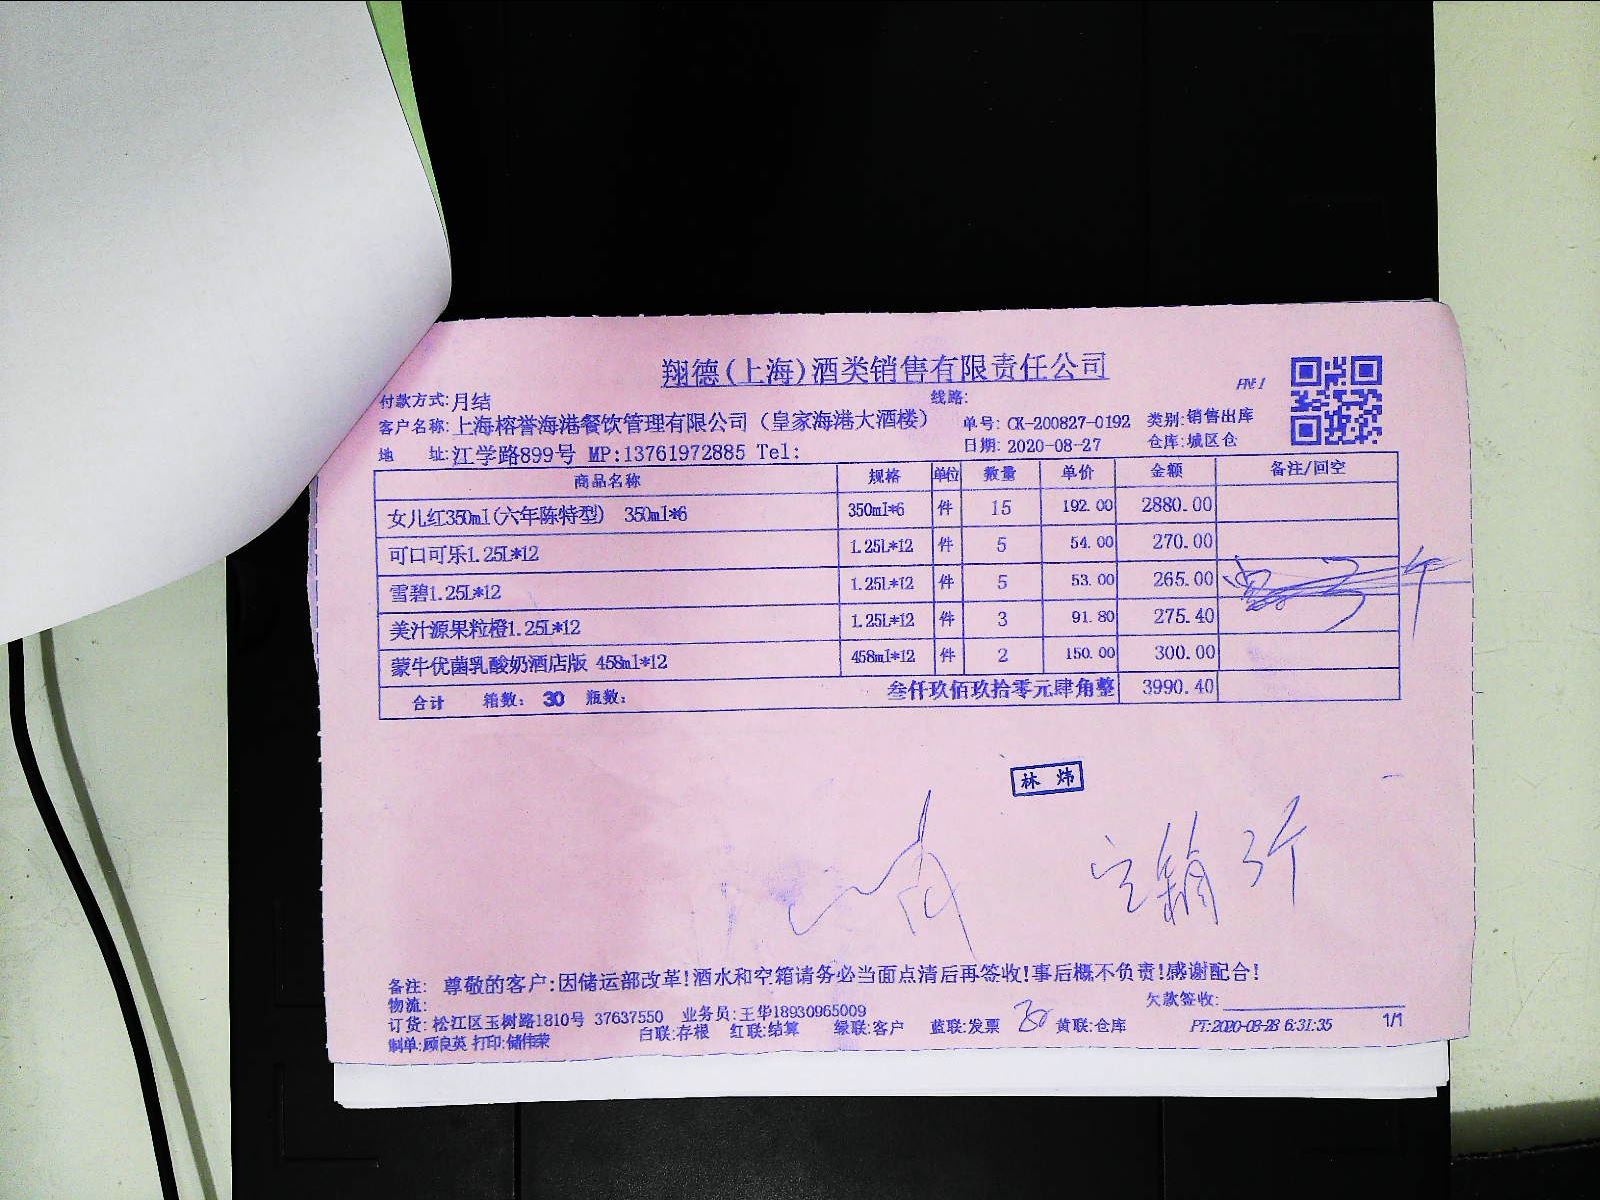 翔德(上海)酒类销售有限责任公司
付款方式:月结 线路:
客户名称:上海榕誉海港餐饮管理有限公司（皇家海港大酒楼） 单号: CK-200827-0192 类别:销售出库
地 址:江学路899号 MP:13761972885 Tel: 日期: 2020-08-27 仓库:城区仓
商品名称 规格 单位 数量 单价 金额 备注/回空
女儿红350ml(六年陈特型) 350ml*6 350ml*6 件 15 192.00 2880.00
可口可乐1.25L*12 1.25L*12 件 5 54.00 270.00
雪碧1.25L*12 1.25L*12 件 5 53.00 265.00
美汁源果粒橙1.25L*12 1.25L*12 件 3 91.80 275.40
蒙牛优菌乳酸奶酒店版 458ml*12 458ml*12 件 2 150.00 300.00
合计 箱数: 30 瓶数: 叁仟玖佰玖拾零元肆角整 3990.40
林 炜
空箱 3个
备注: 尊敬的客户:因储运部改革!酒水和空箱请务必当面点清后再签收!事后概不负责!感谢配合!
物流: 欠款签收:
订货: 松江区玉树路1810号 37637550 业务员:王华18930965009
制单:顾良英 打印:储伟荣 白联:存根 红联:结算 绿联:客户 蓝联:发票 30 黄联:仓库 PT:2020-08-28 6:31:35 1/1